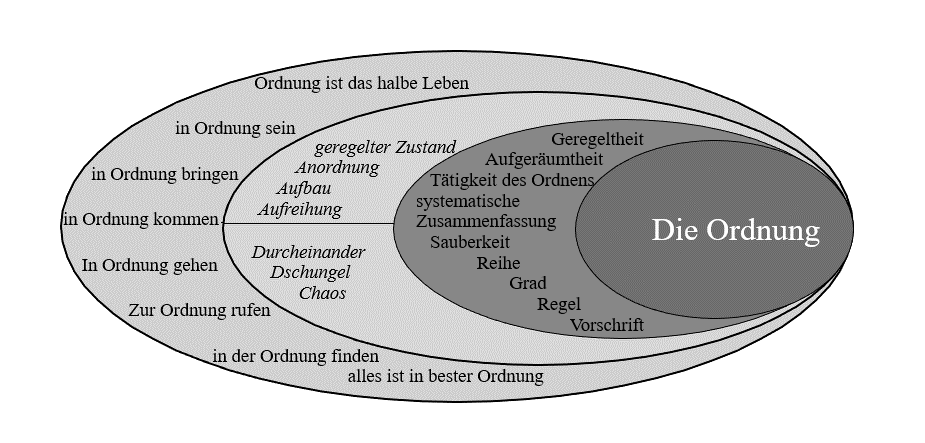 Ordnung ist das halbe Leben
in Ordnung sein
in Ordnung bringen
in Ordnung kommen
In Ordnung gehen
Zur Ordnung rufen
in der Ordnung finden
alles ist in bester Ordnung
geregelter Zustand
Anordnung
Aufbau
Aufreihung
Durcheinander
Dschungel
Chaos
Geregeltheit
Aufgeräumtheit
Tätigkeit des Ordnens
systematische
Zusammenfassung
Sauberkeit
Reihe
Grad
Regel
Vorschrift
Die Ordnung